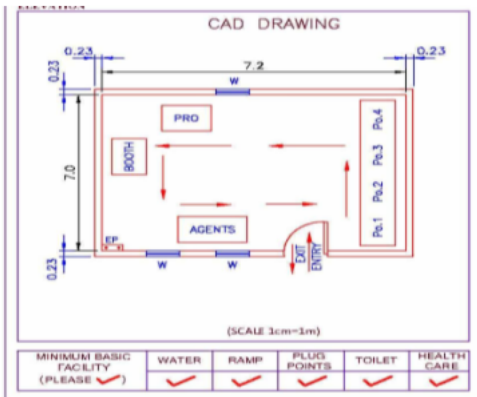 ELEVATION
CAD DRAWING
0.23
0.23
7.2
W
0.23
PRO
Po.4
BOOTH
Po.3
7.0
Po.2
AGENTS
Po.1
EP
EXIT
ENTRY
0.23
W
W
(SCALE 1cm=1m)
MINIMUM BASIC FACILITY (PLEASE ✓)
WATER
RAMP
PLUG POINTS
TOILET
HEALTH CARE